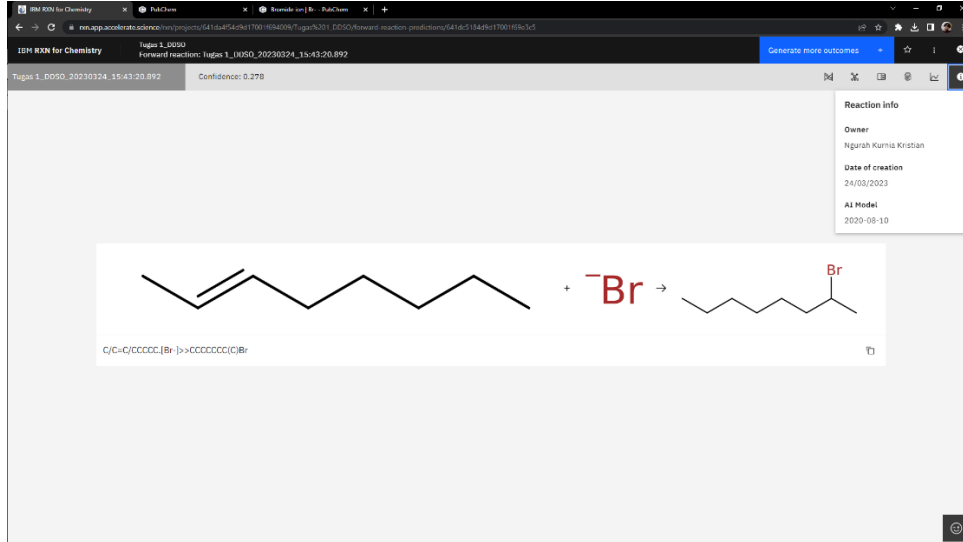 IBM RXN for Chemistry
PubChem
Bromide ion | Br- - PubChem
rxn.app.accelerate.science/rxn/projects/641da4f54d9d17001f694009/Tugas%201_DDSO/forward-reaction-predictions/641dc5184d9d17001f69e3c5
IBM RXN for Chemistry
Tugas 1_DDSO
Forward reaction: Tugas 1_DDSO_20230324_15:43:20.892
Generate more outcomes +
Tugas 1_DDSO_20230324_15:43:20.892
Confidence: 0.278
Reaction info
Owner
Ngurah Kurnia Kristian
Date of creation
24/03/2023
AI Model
2020-08-10
+ −Br → Br
C/C=C/CCCCC.[Br-]>>CCCCCCC(C)Br